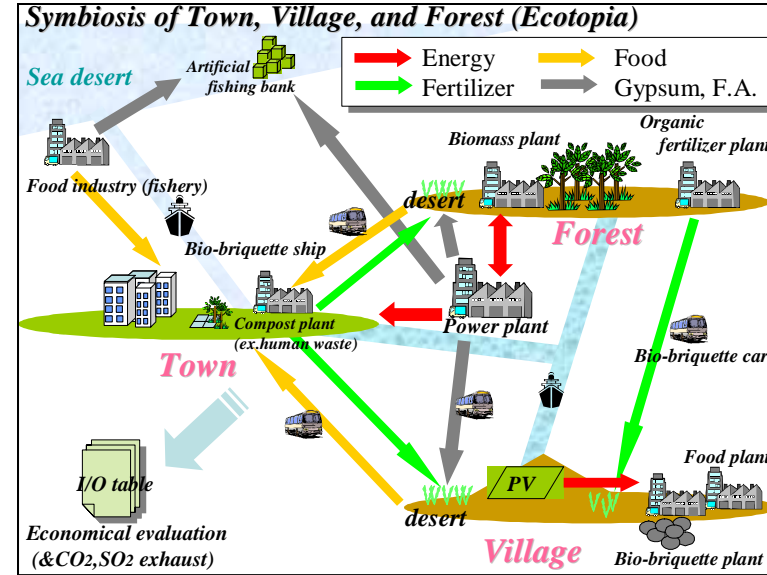 Symbiosis of Town, Village, and Forest (Ecotopia)
Sea desert
Artificial
fishing bank
Energy
Food
Fertilizer
Gypsum, F.A.
Biomass plant
Organic
fertilizer plant
Food industry (fishery)
desert
Forest
Bio-briquette ship
Compost plant
(ex.human waste)
Power plant
Town
Bio-briquette car
I/O table
PV
Food plant
desert
Economical evaluation
(&CO2,SO2 exhaust)
Village
Bio-briquette plant